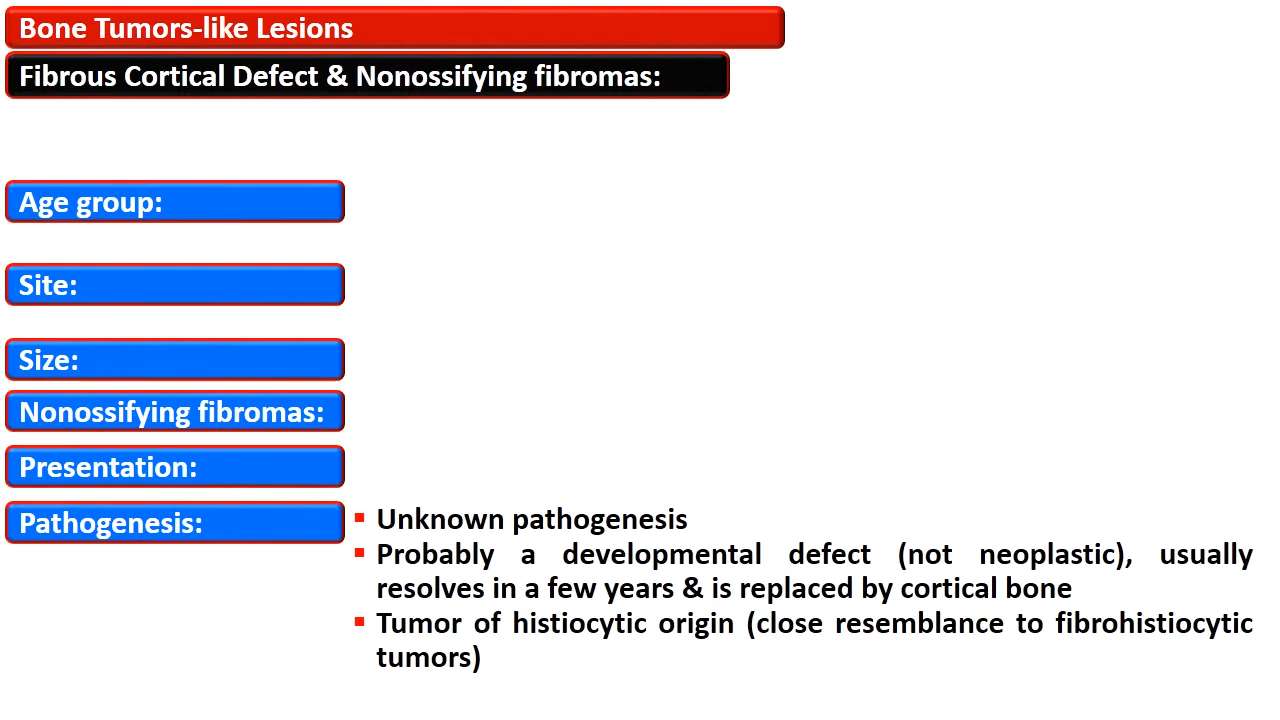 Bone Tumors-like Lesions
Fibrous Cortical Defect & Nonossifying fibromas:
Age group:
Site:
Size:
Nonossifying fibromas:
Presentation:
Pathogenesis:
▪ Unknown pathogenesis
▪ Probably a developmental defect (not neoplastic), usually
resolves in a few years & is replaced by cortical bone
▪ Tumor of histiocytic origin (close resemblance to fibrohistiocytic
tumors)